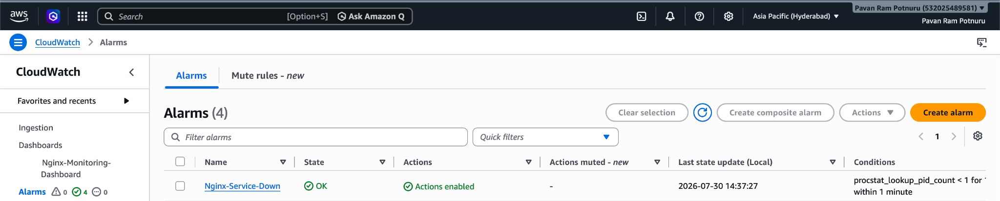 aws
Search [Option+S] Ask Amazon Q
Asia Pacific (Hyderabad)
Pavan Ram Potnuru (532025489581)
Pavan Ram Potnuru
CloudWatch > Alarms
CloudWatch
Favorites and recents
Ingestion
Dashboards
Nginx-Monitoring-
Dashboard
Alarms 0 4 0
Alarms Mute rules - new
Alarms (4) Clear selection Create composite alarm Actions Create alarm
Filter alarms Quick filters 1
Name State Actions Actions muted - new Last state update (Local) Conditions
Nginx-Service-Down OK Actions enabled - 2026-07-30 14:37:27 procstat_lookup_pid_count < 1 for
within 1 minute